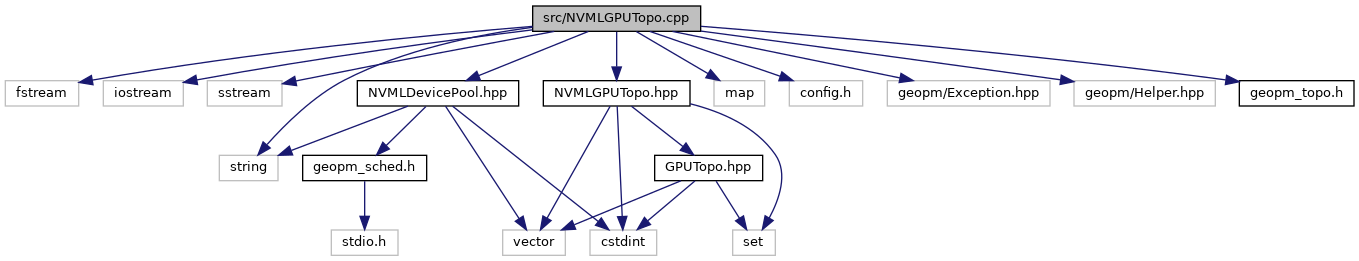 src/NVMLGPUTopo.cpp
fstream
iostream
sstream
NVMLDevicePool.hpp
NVMLGPUTopo.hpp
map
config.h
geopm/Exception.hpp
geopm/Helper.hpp
geopm_topo.h
string
geopm_sched.h
GPUTopo.hpp
stdio.h
vector
cstdint
set